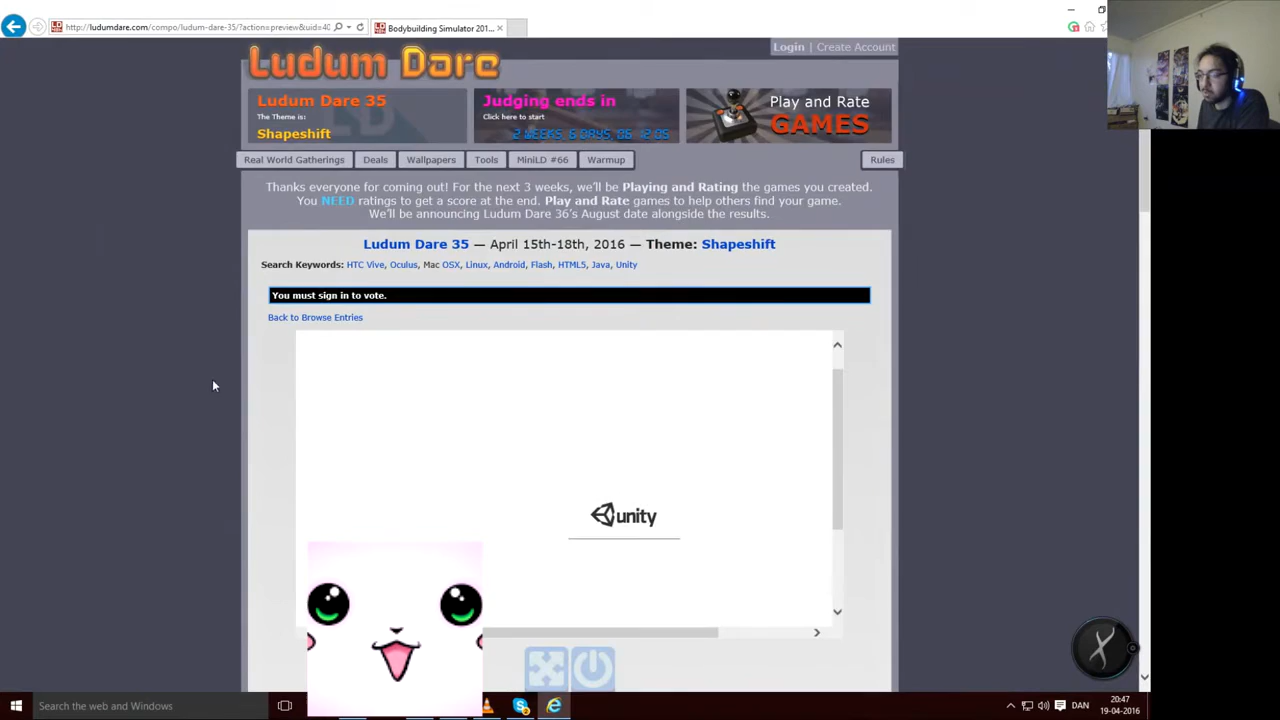 http://ludumdare.com/compo/ludum-dare-35/?action=preview&uid=40
Bodybuilding Simulator 201...
Ludum Dare
Login | Create Account
Ludum Dare 35
The Theme is:
Shapeshift
Judging ends in
Click here to start
2 WEEKS, 6 DAYS, 06 12 05
Play and Rate
GAMES
Real World Gatherings
Deals
Wallpapers
Tools
MiniLD #66
Warmup
Rules
Thanks everyone for coming out! For the next 3 weeks, we'll be Playing and Rating the games you created.
You NEED ratings to get a score at the end. Play and Rate games to help others find your game.
We'll be announcing Ludum Dare 36's August date alongside the results.
Ludum Dare 35 — April 15th-18th, 2016 — Theme: Shapeshift
Search Keywords: HTC Vive, Oculus, Mac OSX, Linux, Android, Flash, HTML5, Java, Unity
You must sign in to vote.
Back to Browse Entries
unity
Search the web and Windows
DAN
20:47
19-04-2016